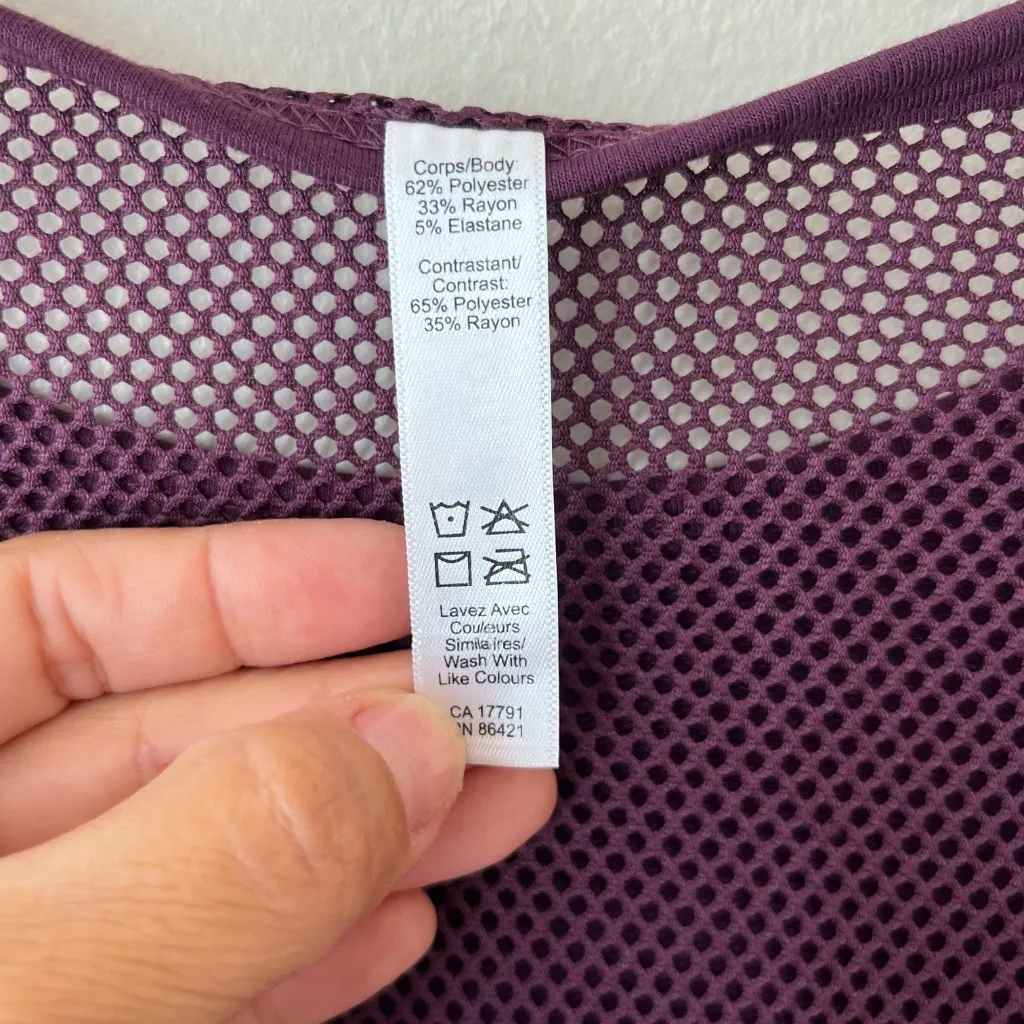 Corps/Body:
62% Polyester
33% Rayon
5% Elastane
Contrastant/
Contrast:
65% Polyester
35% Rayon
Lavez Avec
Couleurs
Similaires/
Wash With
Like Colours
CA 17791
86421